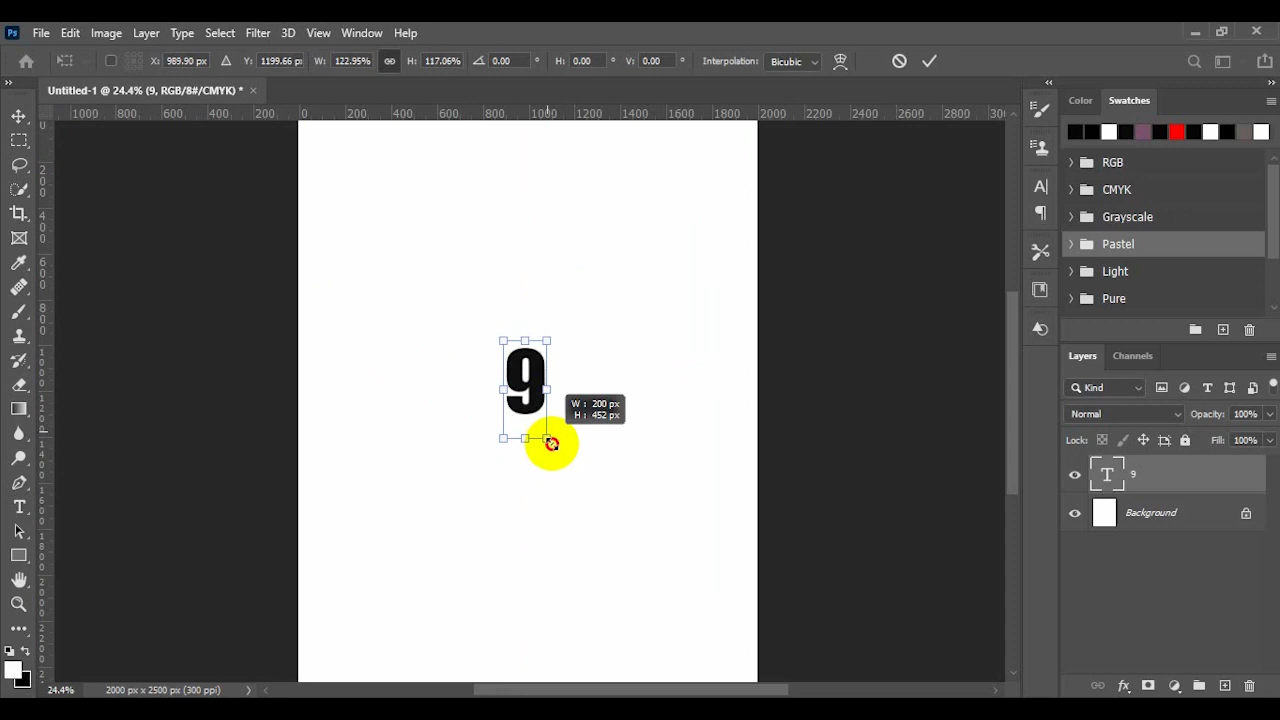 Ps File Edit Image Layer Type Select Filter 3D View Window Help
X: 989.90 px Y: 1199.66 px W: 122.95% H: 117.06% 0.00 ° H: 0.00 ° V: 0.00 ° Interpolation: Bicubic
Untitled-1 @ 24.4% (9, RGB/8#/CMYK) * ×
1000 800 600 400 200 0 200 400 600 800 1000 1200 1400 1600 1800 2000 2200 2400 2600 2800
Color Swatches
RGB
CMYK
Grayscale
Pastel
Light
Pure
9
W : 200 px
H : 452 px
Layers Channels
Kind
Normal Opacity: 100%
Lock: Fill: 100%
T 9
Background
24.4% 2000 px x 2500 px (300 ppi)